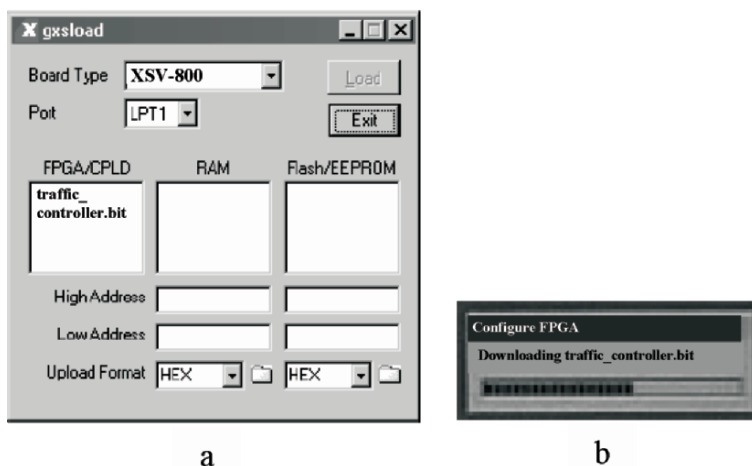 X gxsload
Board Type XSV-800 Load
Port LPT1 Exit
FPGA/CPLD RAM Flash/EEPROM
traffic_
controller.bit
High Address
Low Address
Upload Format HEX HEX
Configure FPGA
Downloading traffic_controller.bit
a b